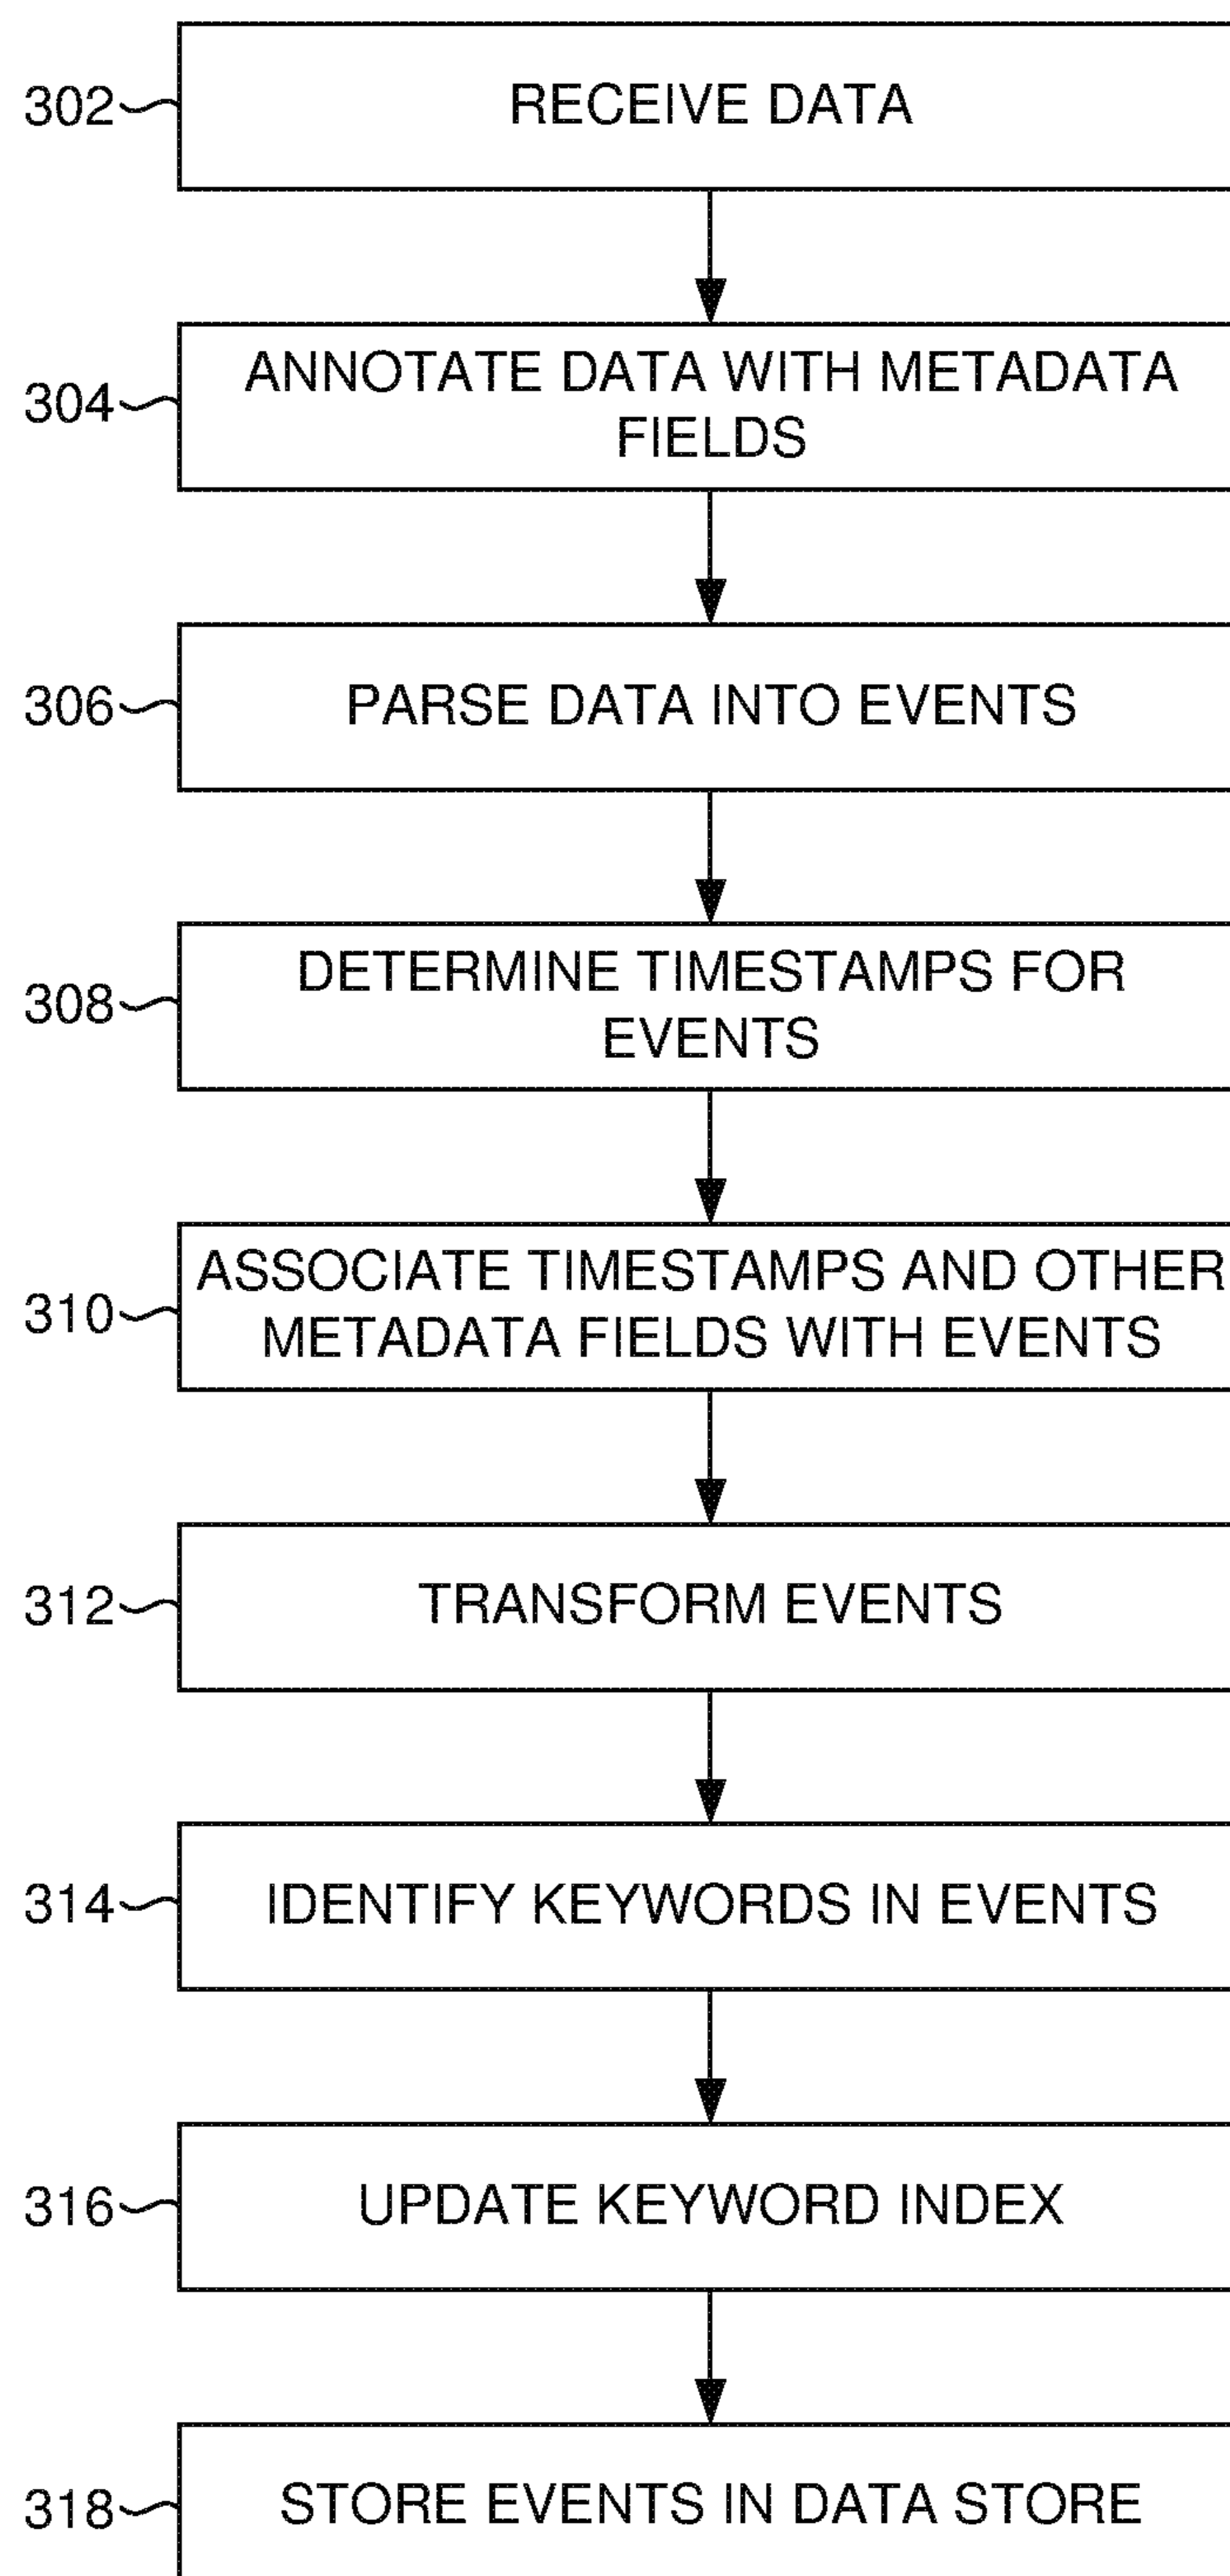 302
RECEIVE DATA
304
ANNOTATE DATA WITH METADATA
FIELDS
306
PARSE DATA INTO EVENTS
308
DETERMINE TIMESTAMPS FOR
EVENTS
310
ASSOCIATE TIMESTAMPS AND OTHER
METADATA FIELDS WITH EVENTS
312
TRANSFORM EVENTS
314
IDENTIFY KEYWORDS IN EVENTS
316
UPDATE KEYWORD INDEX
318
STORE EVENTS IN DATA STORE